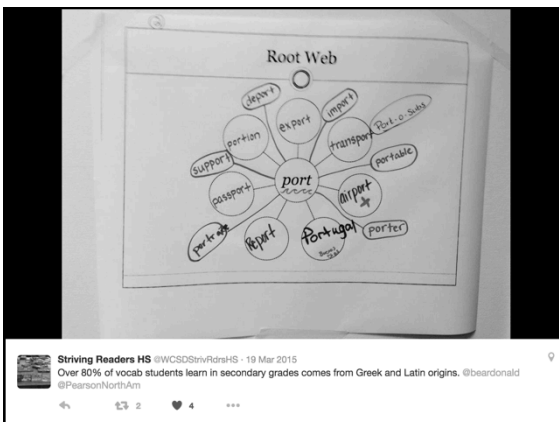 ②
Root Web
deport
export
import
Port-a-Subs
portion
transport
support
portable
port
passport
airport
portrait
Report
Portugal
porter
Striving Readers HS @WCSDStrivRdrsHS · 19 Mar 2015
Over 80% of vocab students learn in secondary grades comes from Greek and Latin origins. @beardonald
@PearsonNorthAm
2
4